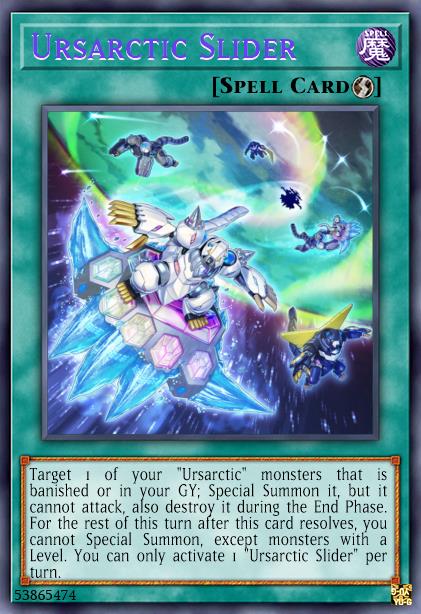 Ursarctic Slider
SPELL
魔
[Spell Card]
Target 1 of your "Ursarctic" monsters that is
banished or in your GY; Special Summon it, but it
cannot attack, also destroy it during the End Phase.
For the rest of this turn after this card resolves, you
cannot Special Summon, except monsters with a
Level. You can only activate 1 "Ursarctic Slider" per
turn.
53865474